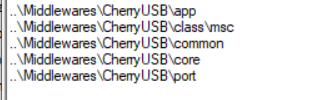 ..\Middlewares\CherryUSB\app
..\Middlewares\CherryUSB\class\msc
..\Middlewares\CherryUSB\common
..\Middlewares\CherryUSB\core
..\Middlewares\CherryUSB\port